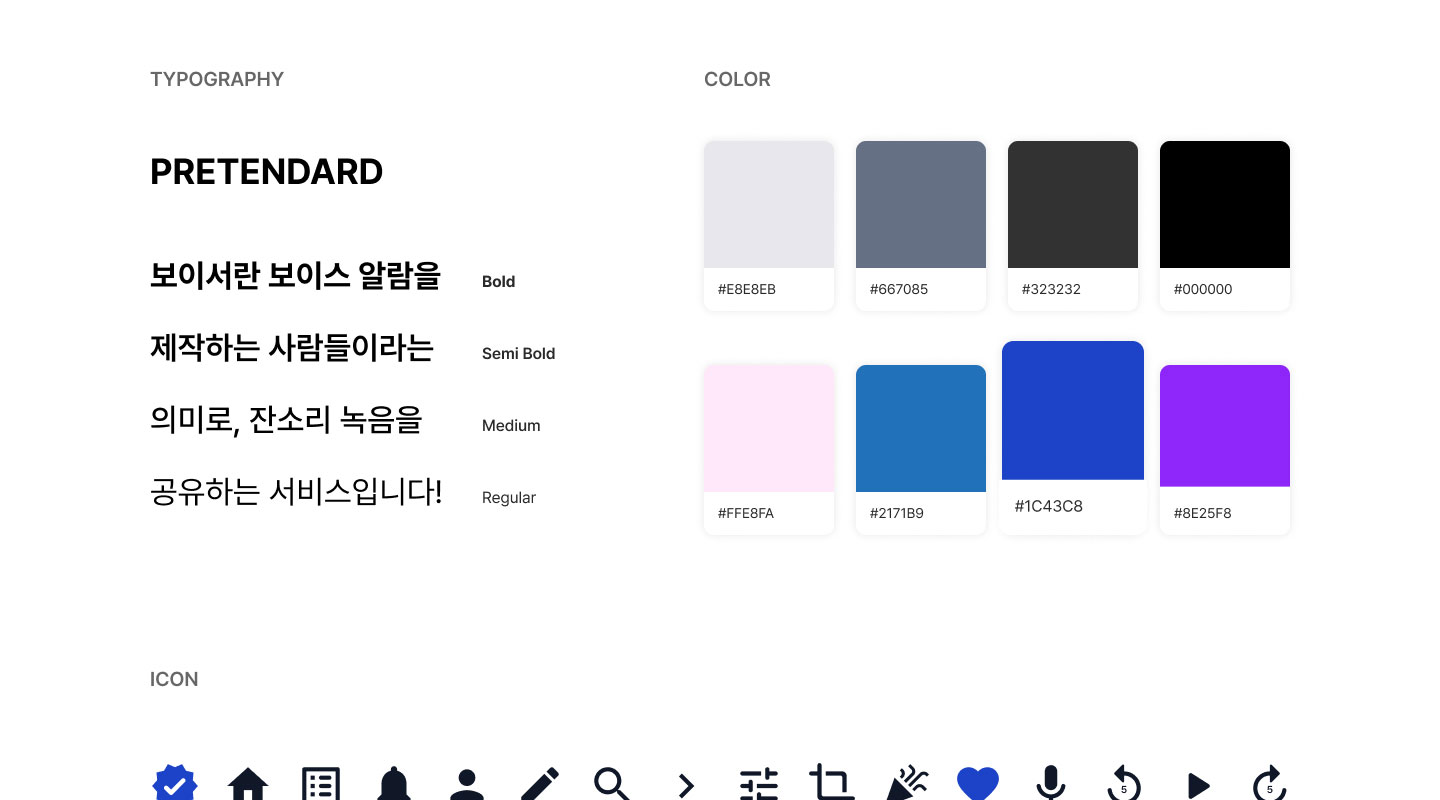 TYPOGRAPHY
PRETENDARD
보이서란 보이스 알람을
Bold
제작하는 사람들이라는
Semi Bold
의미로, 잔소리 녹음을
Medium
공유하는 서비스입니다!
Regular
COLOR
#E8E8EB
#667085
#323232
#000000
#FFE8FA
#2171B9
#1C43C8
#8E25F8
ICON
5
5